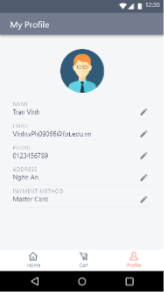 12:30
My Profile
NAME
Tran Vinh
EMAIL
PHONE
0123456789
ADDRESS
Nghe An
PAYMENT METHOD
Master Card
Home
Cart
Profile